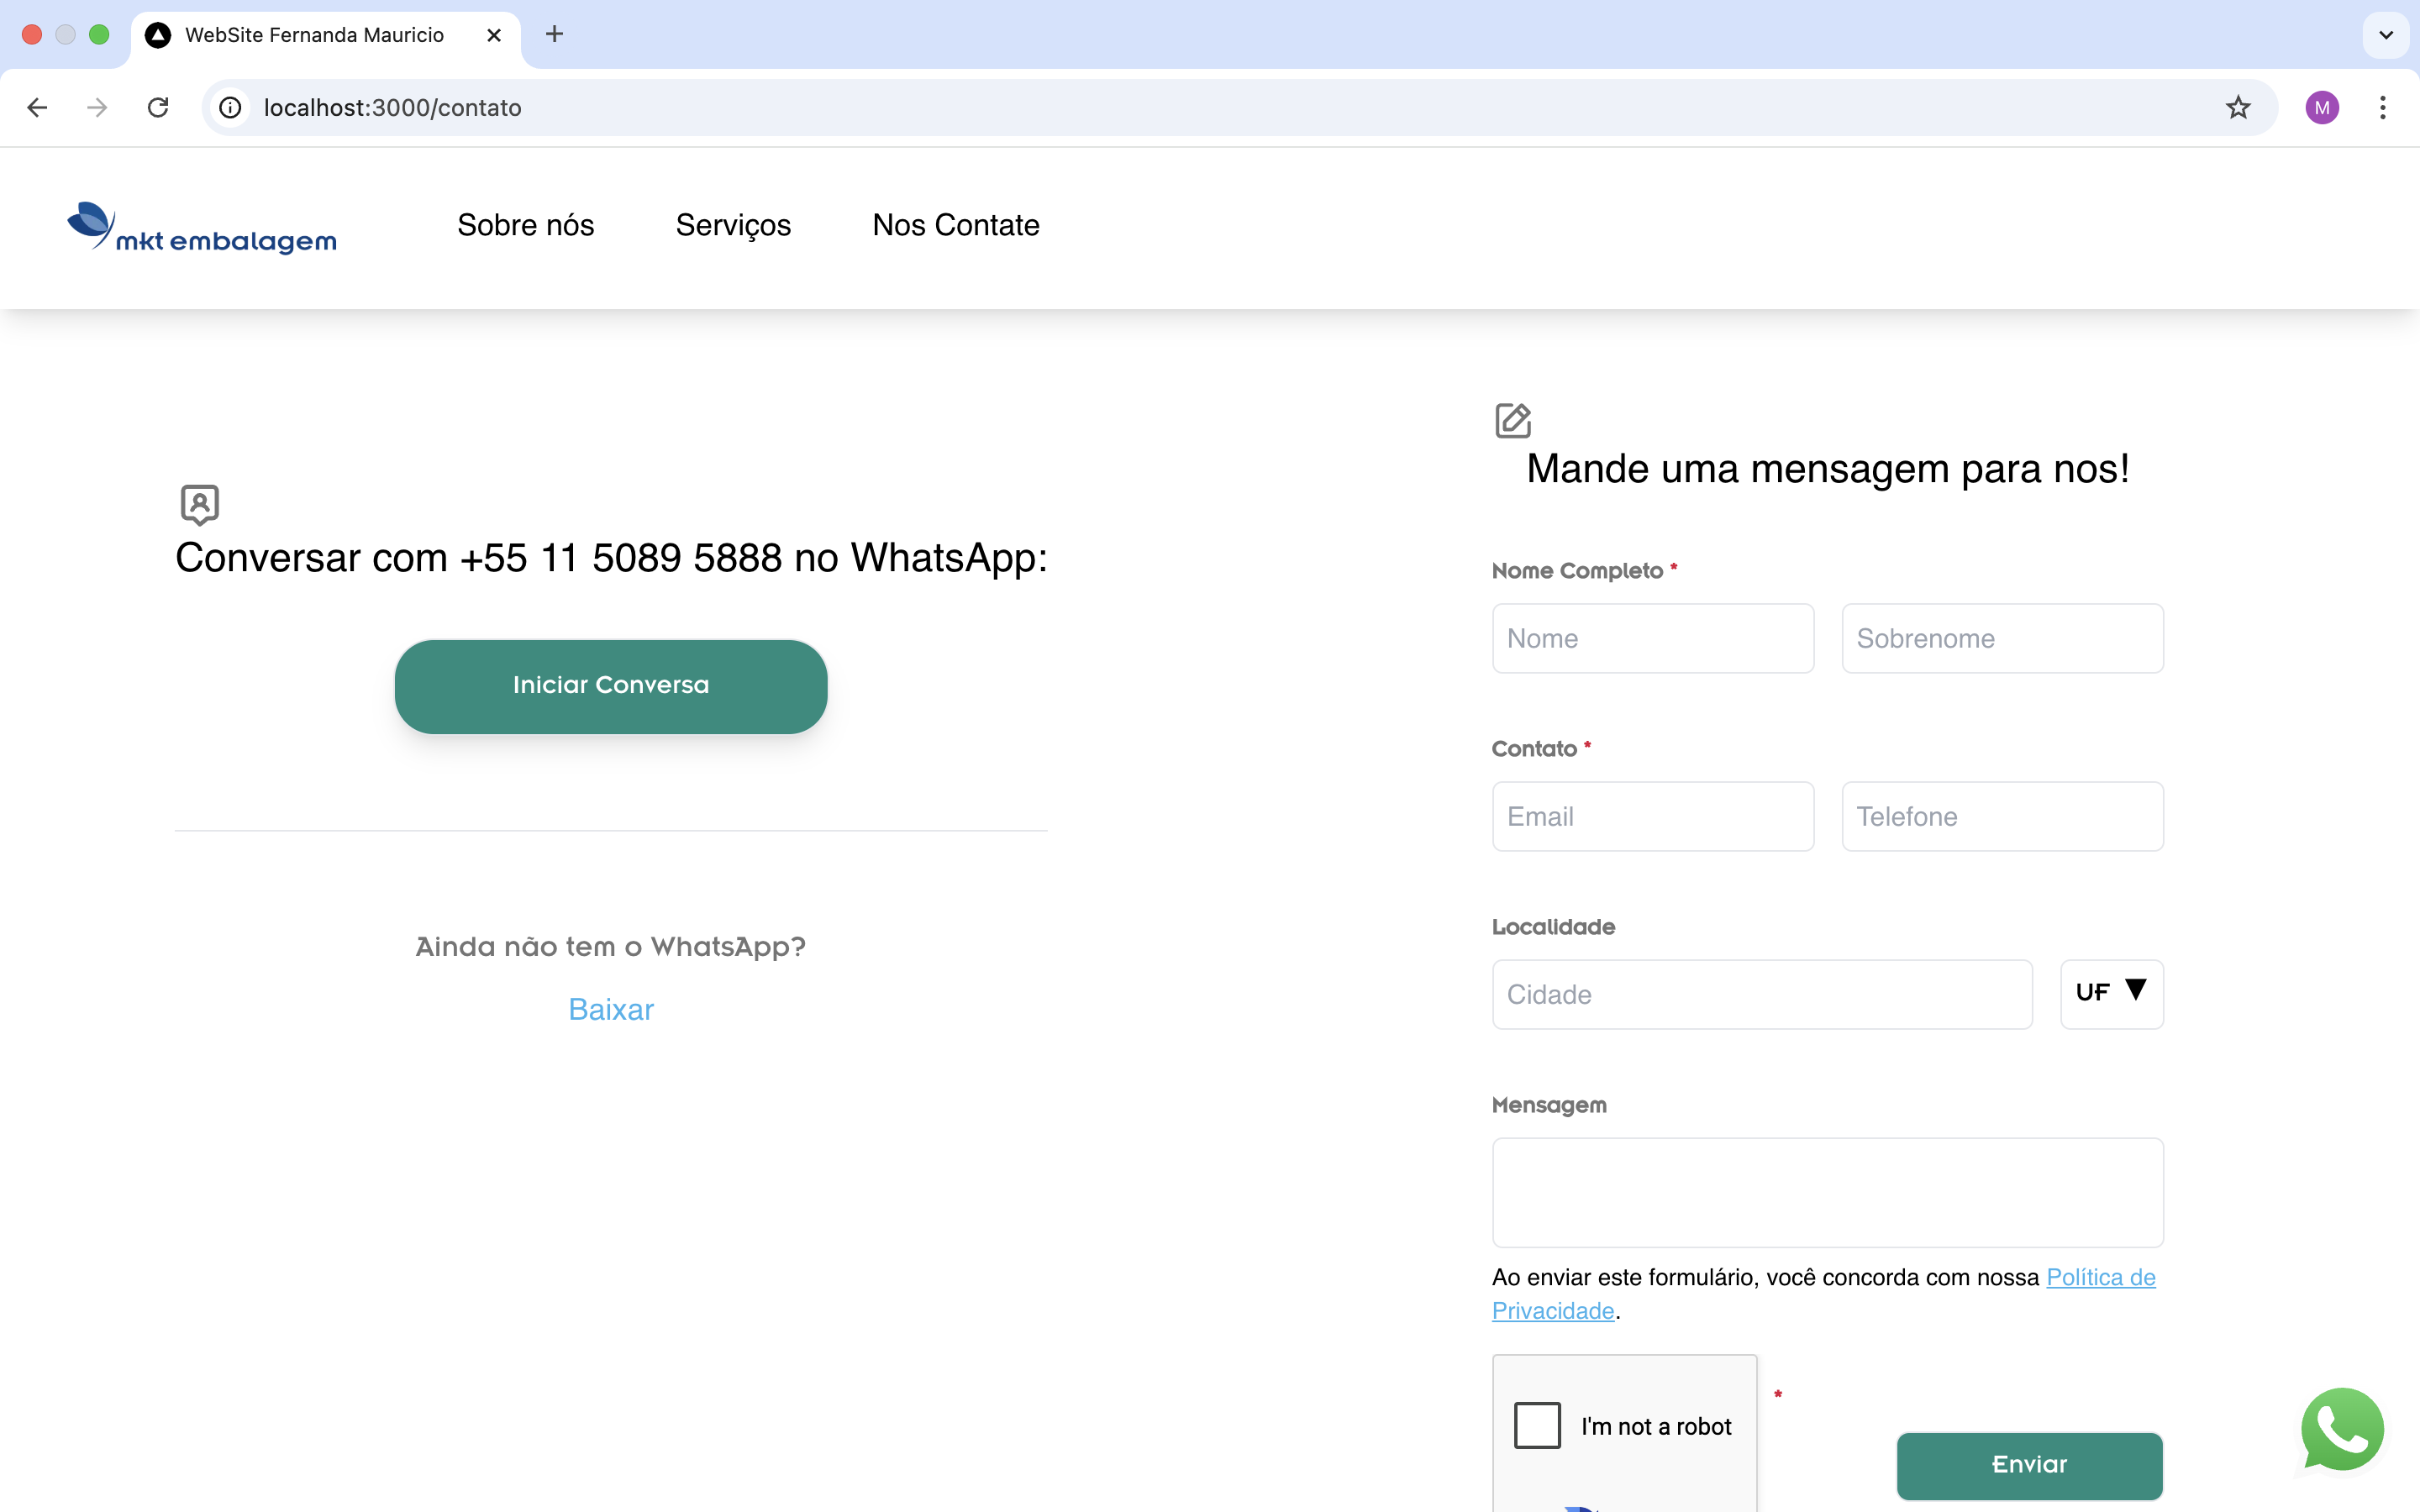 WebSite Fernanda Mauricio
localhost:3000/contato
M
mkt embalagem
Sobre nós
Serviços
Nos Contate
Conversar com +55 11 5089 5888 no WhatsApp:
Iniciar Conversa
Ainda não tem o WhatsApp?
Baixar
Mande uma mensagem para nos!
Nome Completo *
Nome
Sobrenome
Contato *
Email
Telefone
Localidade
Cidade
UF ▼
Mensagem
Ao enviar este formulário, você concorda com nossa Política de
Privacidade.
I'm not a robot
*
Enviar